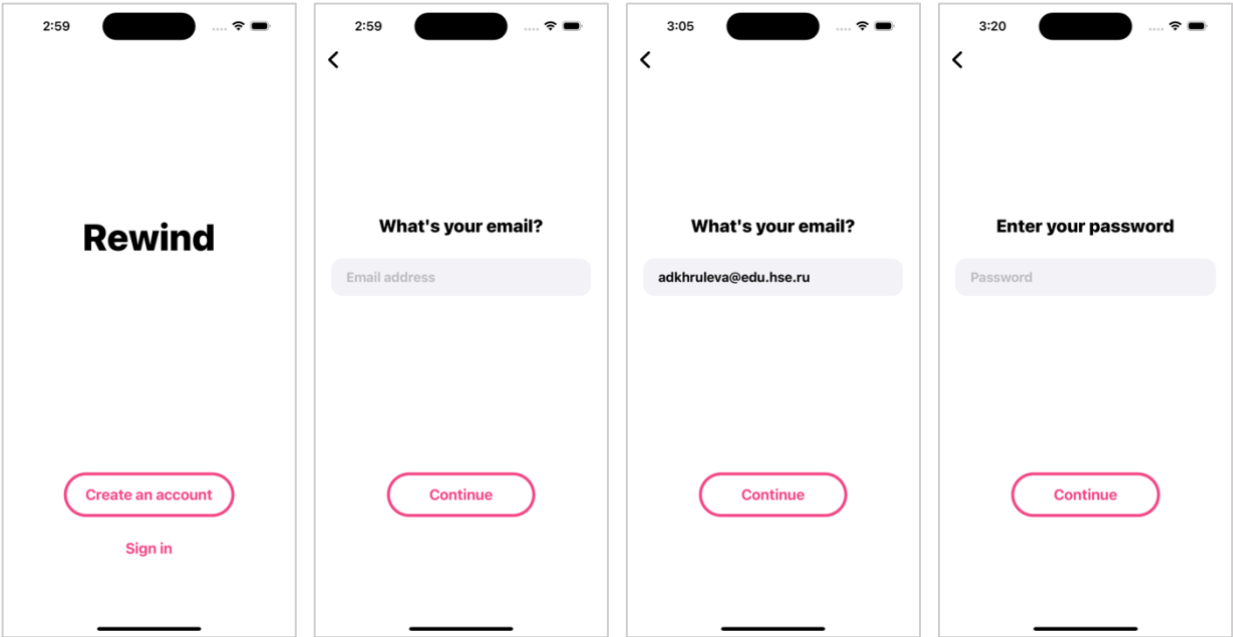 2:59
Rewind
Create an account
Sign in
2:59
What's your email?
Email address
Continue
3:05
What's your email?
adkhruleva@edu.hse.ru
Continue
3:20
Enter your password
Password
Continue